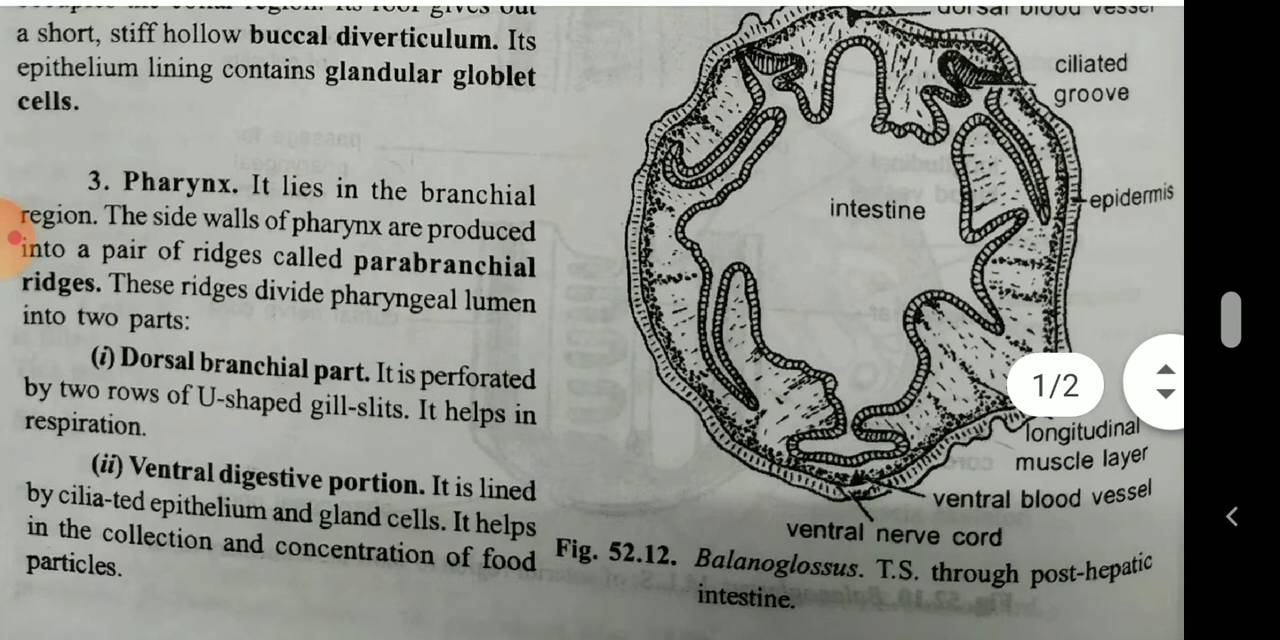 a short, stiff hollow buccal diverticulum. Its
epithelium lining contains glandular globlet
cells.
3. Pharynx. It lies in the branchial
region. The side walls of pharynx are produced
into a pair of ridges called parabranchial
ridges. These ridges divide pharyngeal lumen
into two parts:
(i) Dorsal branchial part. It is perforated
by two rows of U-shaped gill-slits. It helps in
respiration.
(ii) Ventral digestive portion. It is lined
by cilia-ted epithelium and gland cells. It helps
in the collection and concentration of food
particles.
dorsal blood vessel
ciliated
groove
epidermis
intestine
1/2
longitudinal
muscle layer
ventral blood vessel
ventral nerve cord
Fig. 52.12. Balanoglossus. T.S. through post-hepatic
intestine.